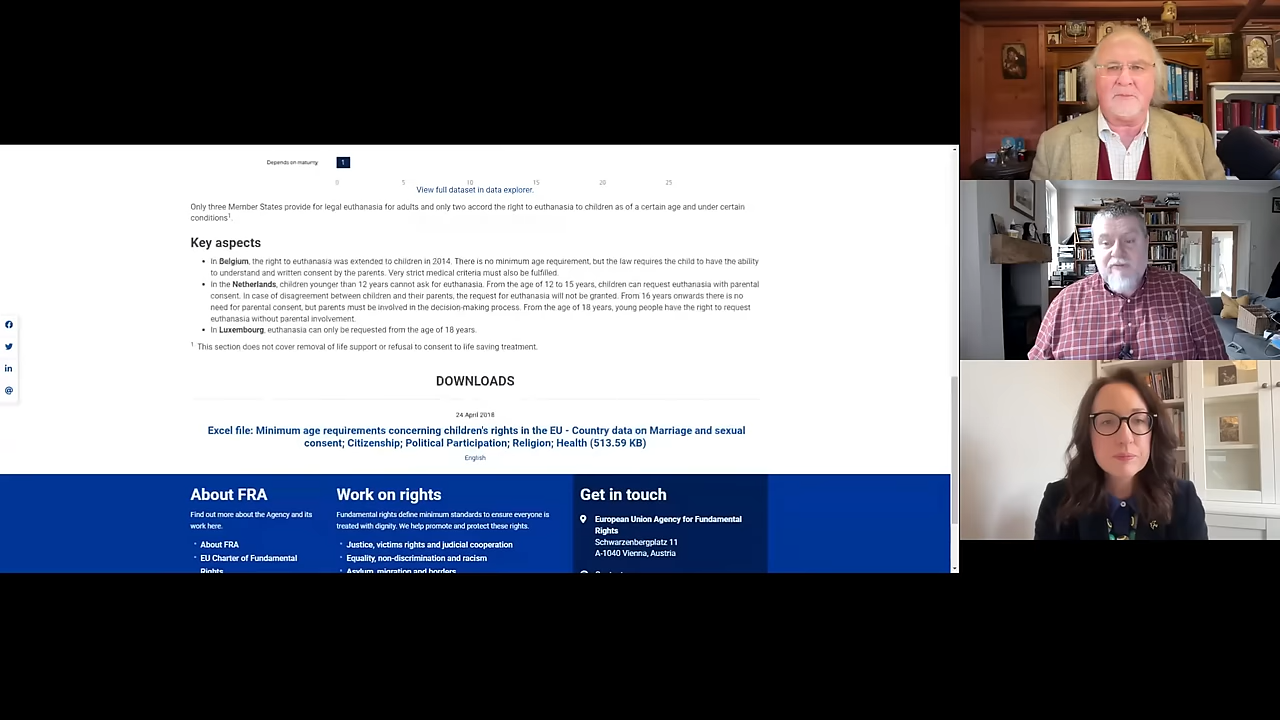 Depends on maturity
1
0 5 10 15 20 25
View full dataset in data explorer.
Only three Member States provide for legal euthanasia for adults and only two accord the right to euthanasia to children as of a certain age and under certain
conditions1.
Key aspects
In Belgium, the right to euthanasia was extended to children in 2014. There is no minimum age requirement, but the law requires the child to have the ability
to understand and written consent by the parents. Very strict medical criteria must also be fulfilled.
In the Netherlands, children younger than 12 years cannot ask for euthanasia. From the age of 12 to 15 years, children can request euthanasia with parental
consent. In case of disagreement between children and their parents, the request for euthanasia will not be granted. From 16 years onwards there is no
need for parental consent, but parents must be involved in the decision-making process. From the age of 18 years, young people have the right to request
euthanasia without parental involvement.
In Luxembourg, euthanasia can only be requested from the age of 18 years.
1 This section does not cover removal of life support or refusal to consent to life saving treatment.
DOWNLOADS
24 April 2018
Excel file: Minimum age requirements concerning children's rights in the EU - Country data on Marriage and sexual
consent; Citizenship; Political Participation; Religion; Health (513.59 KB)
English
About FRA
Find out more about the Agency and its
work here.
About FRA
EU Charter of Fundamental
Rights
Work on rights
Fundamental rights define minimum standards to ensure everyone is
treated with dignity. We help promote and protect these rights.
Justice, victims rights and judicial cooperation
Equality, non-discrimination and racism
Asylum, migration and borders
Get in touch
European Union Agency for Fundamental
Rights
Schwarzenbergplatz 11
A-1040 Vienna, Austria